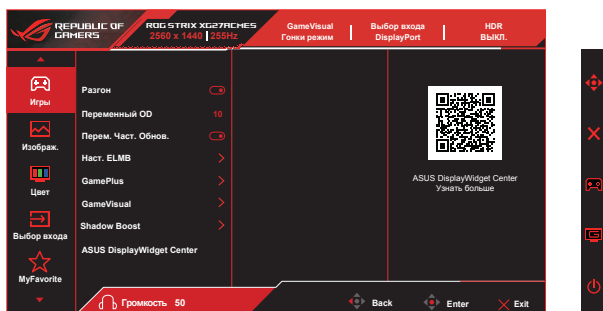 REPUBLIC OF
GAMERS
ROG STRIX XG27ACMES
2560 x 1440 255Hz
GameVisual
Гонки режим
Выбор входа
DisplayPort
HDR
ВЫКЛ.
Игры
Изображ.
Цвет
Выбор входа
MyFavorite
Разгон
Переменный OD 10
Перем. Част. Обнов.
Наст. ELMB
GamePlus
GameVisual
Shadow Boost
ASUS DisplayWidget Center
ASUS DisplayWidget Center
Узнать больше
Громкость 50
Back
Enter
Exit